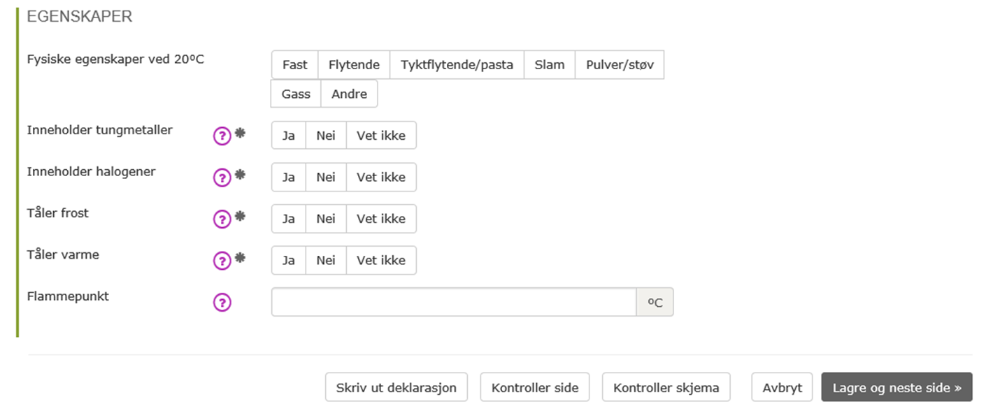 EGENSKAPER
Fysiske egenskaper ved 20ºC
Fast Flytende Tyktflytende/pasta Slam Pulver/støv
Gass Andre
Inneholder tungmetaller ? * Ja Nei Vet ikke
Inneholder halogener ? * Ja Nei Vet ikke
Tåler frost ? * Ja Nei Vet ikke
Tåler varme ? * Ja Nei Vet ikke
Flammepunkt ? ºC
Skriv ut deklarasjon Kontroller side Kontroller skjema Avbryt Lagre og neste side »